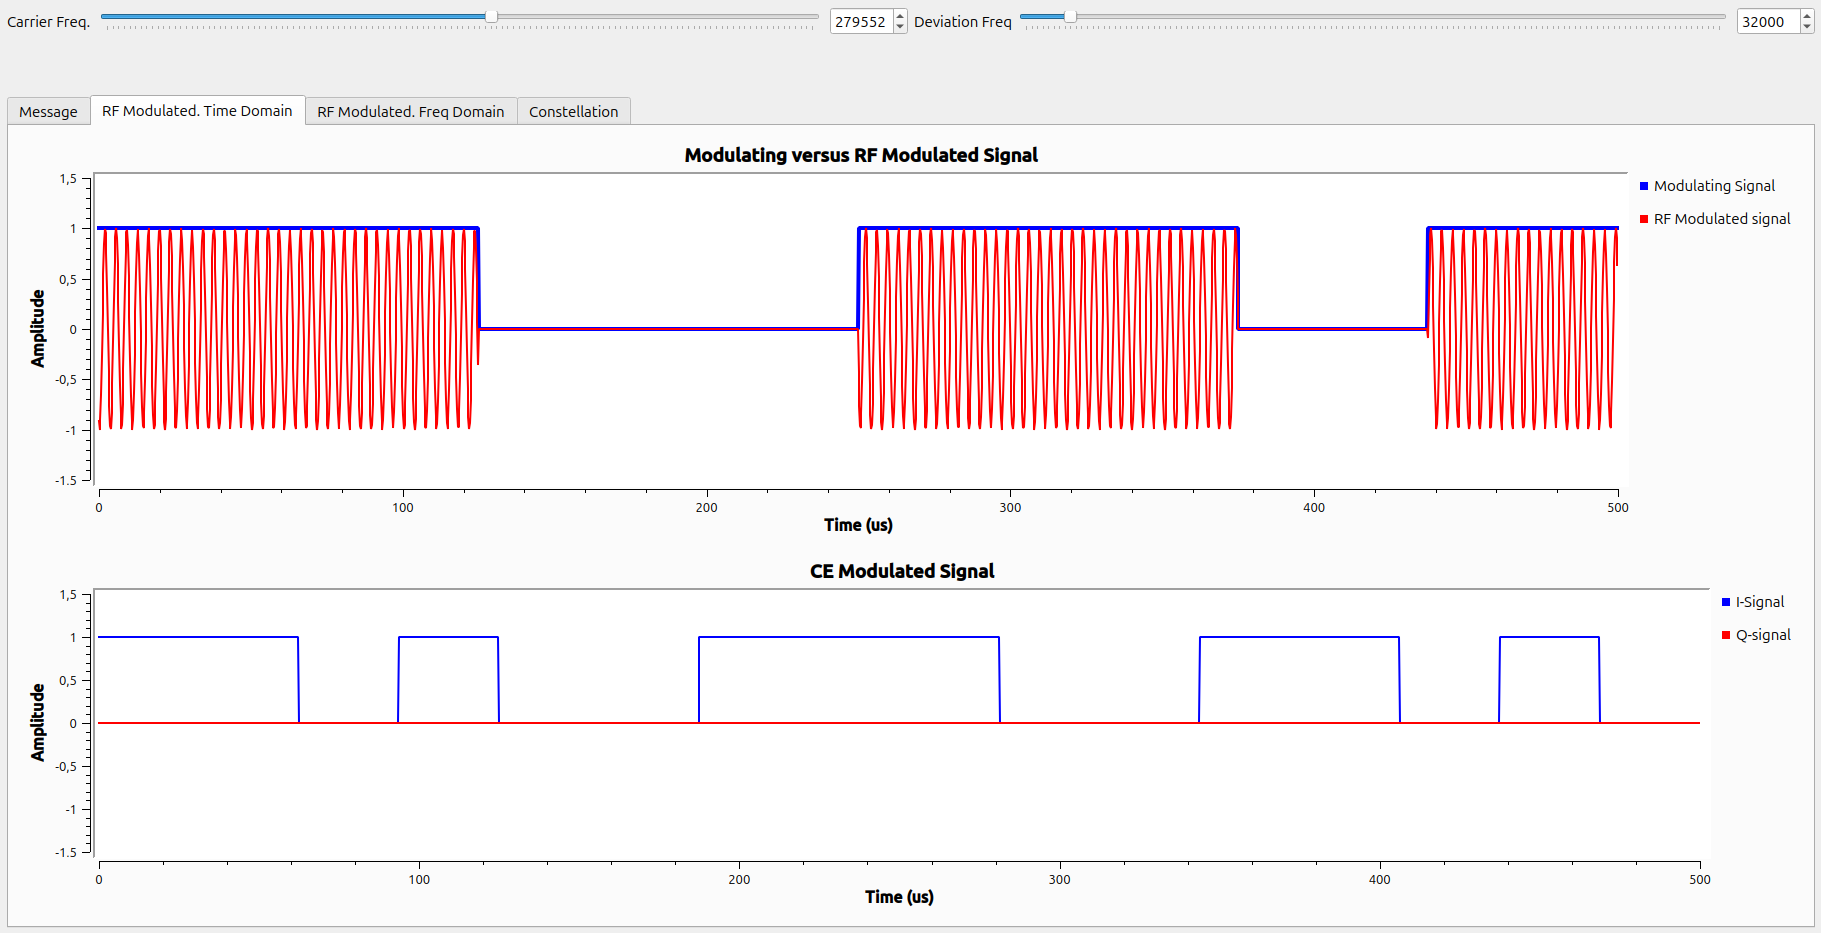 Carrier Freq. 279552 Deviation Freq 32000
Message RF Modulated. Time Domain RF Modulated. Freq Domain Constellation
Modulating versus RF Modulated Signal
1,5
1
0,5
0
-0,5
-1
-1.5
Amplitude
0 100 200 300 400 500
Time (us)
Modulating Signal
RF Modulated signal
CE Modulated Signal
1,5
1
0,5
0
-0,5
-1
-1.5
Amplitude
0 100 200 300 400 500
Time (us)
I-Signal
Q-signal